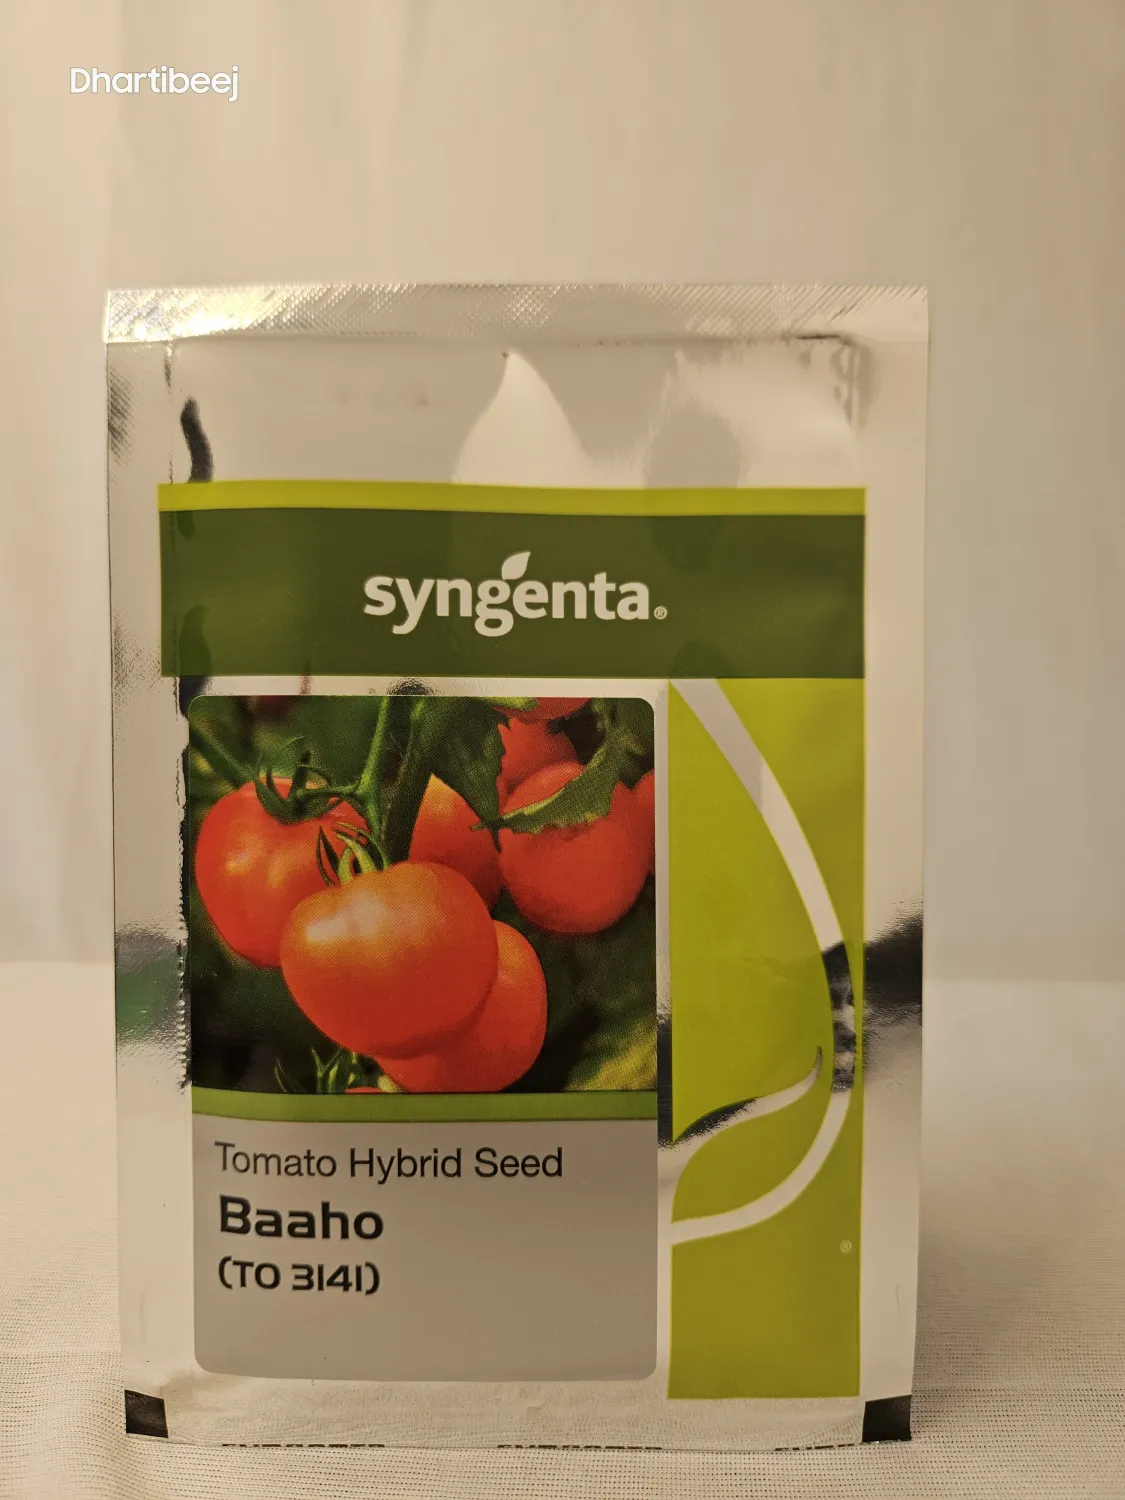 Dhartibeej
syngenta®
Tomato Hybrid Seed
Baaho
(TO 3141)
®